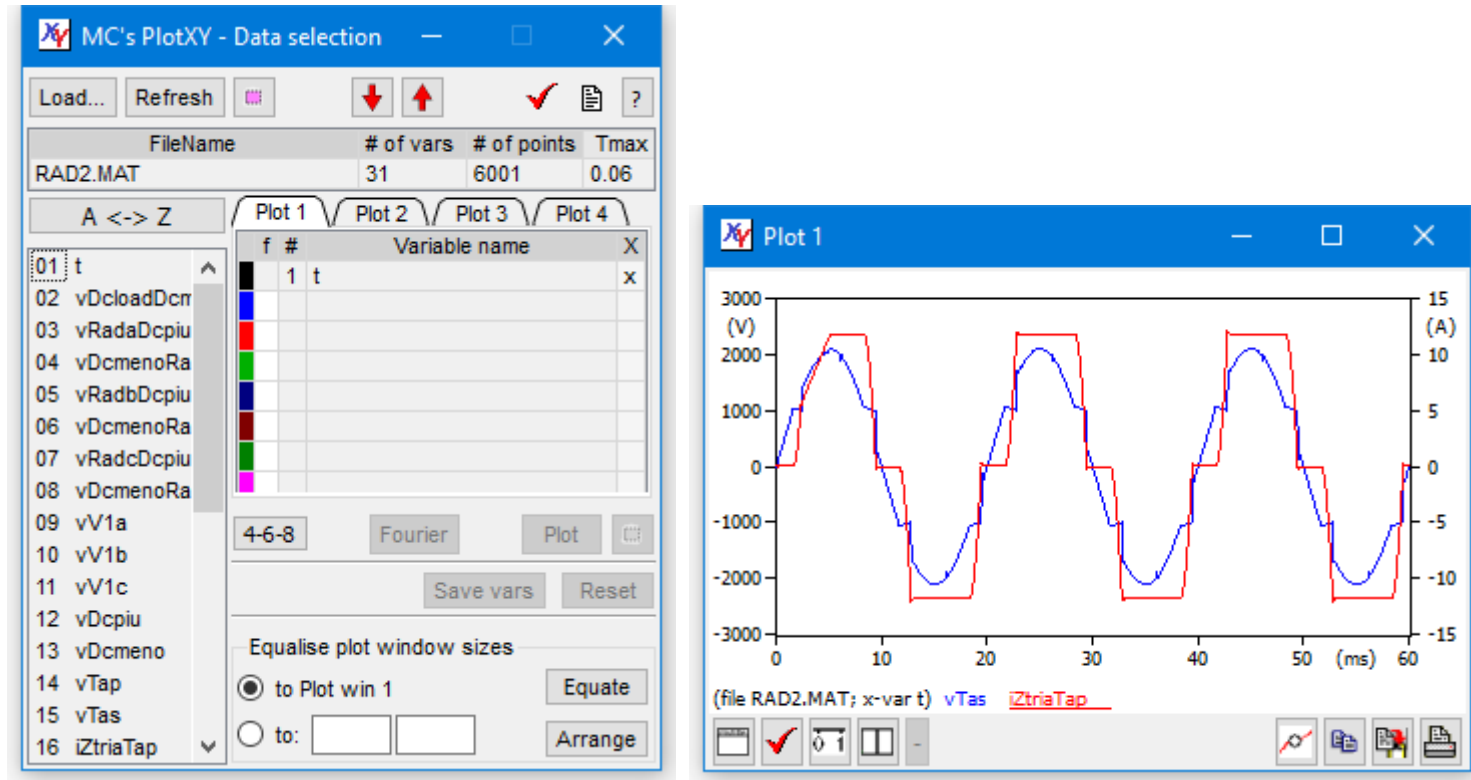 MC's PlotXY - Data selection
Load... Refresh ?
FileName # of vars # of points Tmax
RAD2.MAT 31 6001 0.06
A <-> Z
Plot 1 Plot 2 Plot 3 Plot 4
f # Variable name X
1 t x
01 t
02 vDcloadDcm
03 vRadaDcpiu
04 vDcmenoRa
05 vRadbDcpiu
06 vDcmenoRa
07 vRadcDcpiu
08 vDcmenoRa
09 vV1a
10 vV1b
11 vV1c
12 vDcpiu
13 vDcmeno
14 vTap
15 vTas
16 iZtriaTap
4-6-8 Fourier Plot
Save vars Reset
Equalise plot window sizes
to Plot win 1 Equate
to: Arrange
Plot 1
3000 15
(V) (A)
2000 10
1000 5
0 0
-1000 -5
-2000 -10
-3000 -15
0 10 20 30 40 50 (ms) 60
(file RAD2.MAT; x-var t) vTas iZtriaTap
0 1
-